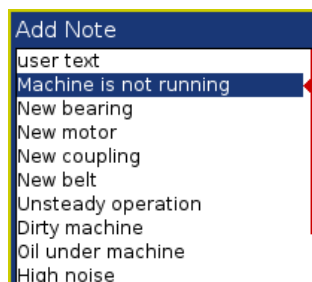 Add Note
user text
Machine is not running
New bearing
New motor
New coupling
New belt
Unsteady operation
Dirty machine
Oil under machine
High noise